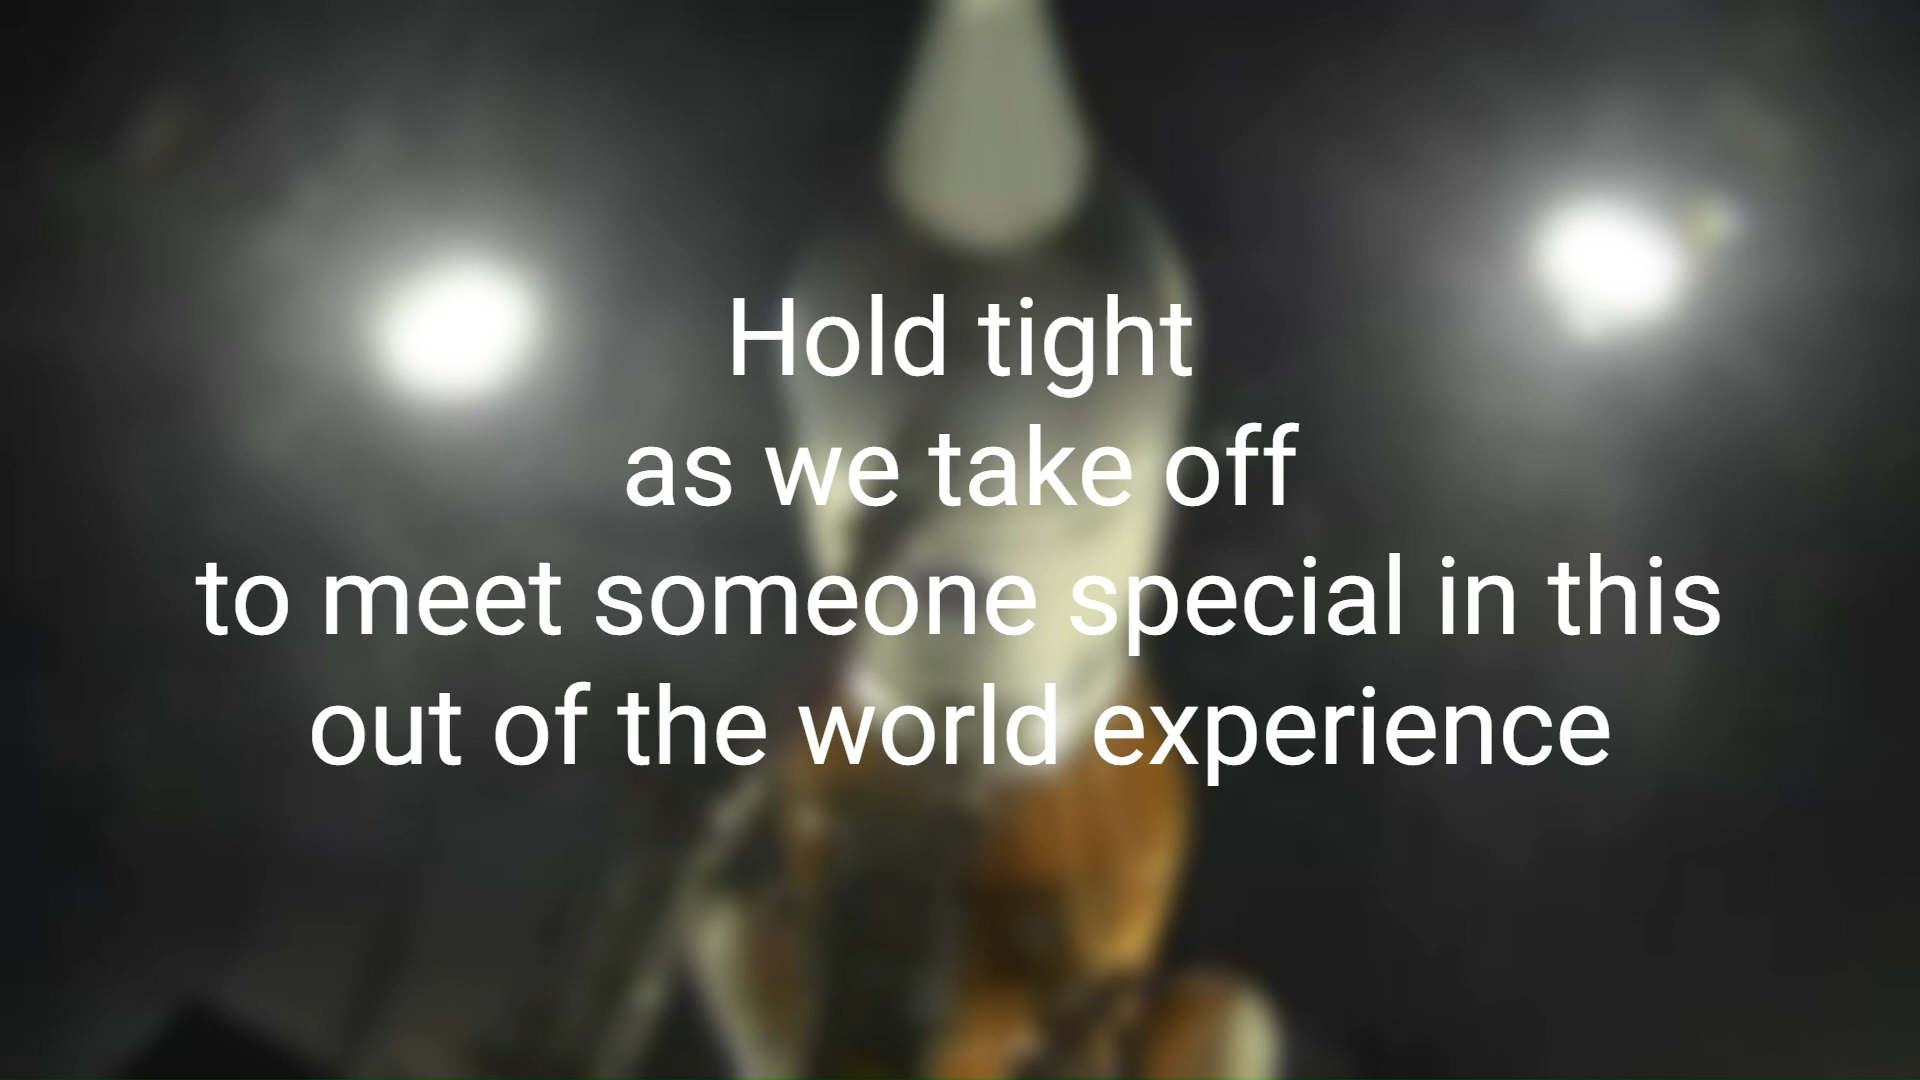 Hold tight
as we take off
to meet someone special in this
out of the world experience